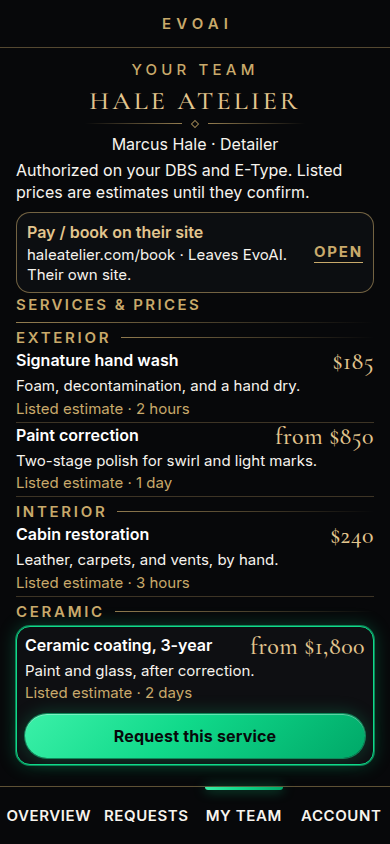 EVOAI
YOUR TEAM
HALE ATELIER
Marcus Hale · Detailer
Authorized on your DBS and E-Type. Listed
prices are estimates until they confirm.
Pay / book on their site
haleatelier.com/book · Leaves EvoAI.
Their own site.
OPEN
SERVICES & PRICES
EXTERIOR
Signature hand wash $185
Foam, decontamination, and a hand dry.
Listed estimate · 2 hours
Paint correction from $850
Two-stage polish for swirl and light marks.
Listed estimate · 1 day
INTERIOR
Cabin restoration $240
Leather, carpets, and vents, by hand.
Listed estimate · 3 hours
CERAMIC
Ceramic coating, 3-year from $1,800
Paint and glass, after correction.
Listed estimate · 2 days
Request this service
OVERVIEW REQUESTS MY TEAM ACCOUNT